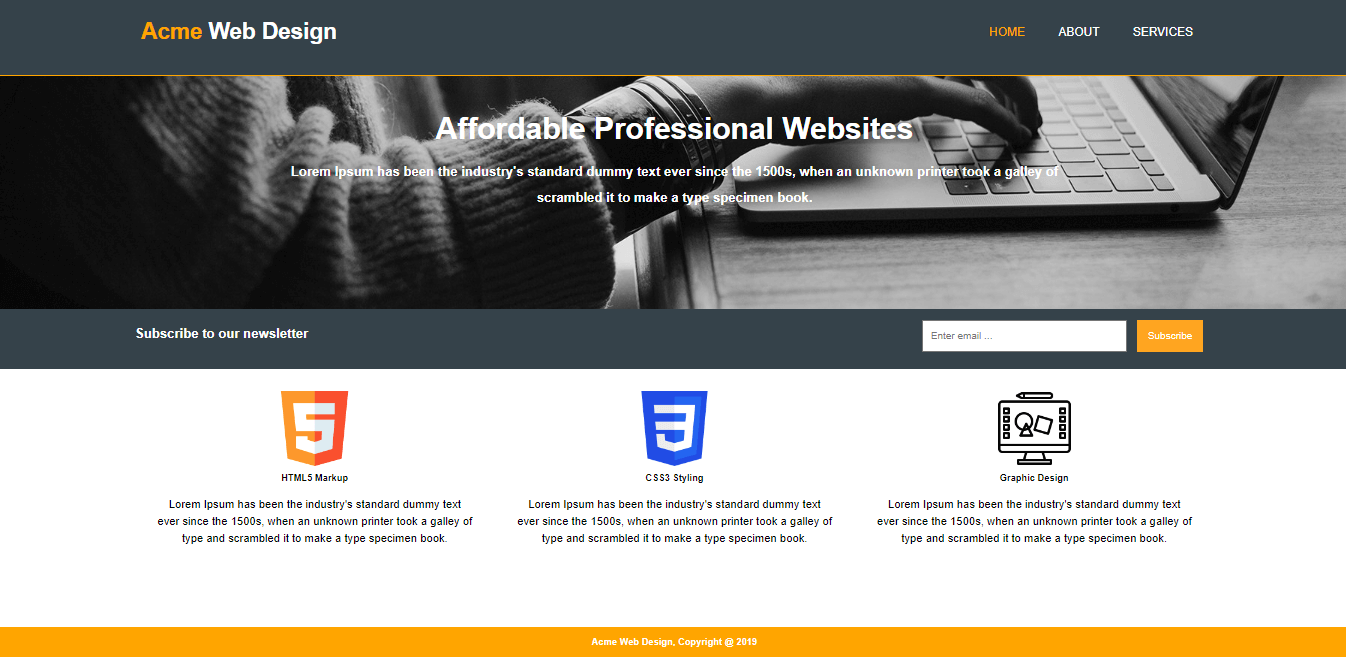 Acme Web Design
HOME ABOUT SERVICES
Affordable Professional Websites
Lorem Ipsum has been the industry's standard dummy text ever since the 1500s, when an unknown printer took a galley of
scrambled it to make a type specimen book.
Subscribe to our newsletter
Enter email ...
Subscribe
HTML5 Markup
Lorem Ipsum has been the industry's standard dummy text
ever since the 1500s, when an unknown printer took a galley of
type and scrambled it to make a type specimen book.
CSS3 Styling
Lorem Ipsum has been the industry's standard dummy text
ever since the 1500s, when an unknown printer took a galley of
type and scrambled it to make a type specimen book.
Graphic Design
Lorem Ipsum has been the industry's standard dummy text
ever since the 1500s, when an unknown printer took a galley of
type and scrambled it to make a type specimen book.
Acme Web Design, Copyright @ 2019